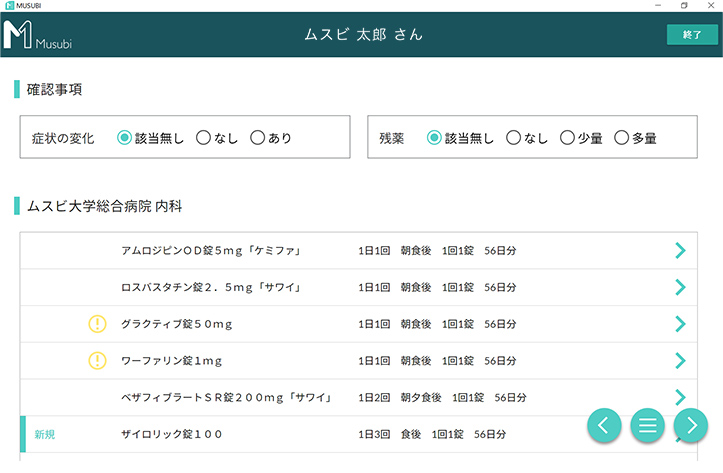 MUSUBI
Musubi
ムスビ 太郎 さん
終了
確認事項
症状の変化 該当無し なし あり
残薬 該当無し なし 少量 多量
ムスビ大学総合病院 内科
アムロジピンOD錠5mg「ケミファ」 1日1回 朝食後 1回1錠 56日分
ロスバスタチン錠2.5mg「サワイ」 1日1回 朝食後 1回1錠 56日分
グラクティブ錠50mg 1日1回 朝食後 1回1錠 56日分
ワーファリン錠1mg 1日1回 朝食後 1回1錠 56日分
ベザフィブラートSR錠200mg「サワイ」 1日2回 朝夕食後 1回1錠 56日分
新規 ザイロリック錠100 1日3回 食後 1回1錠 56日分